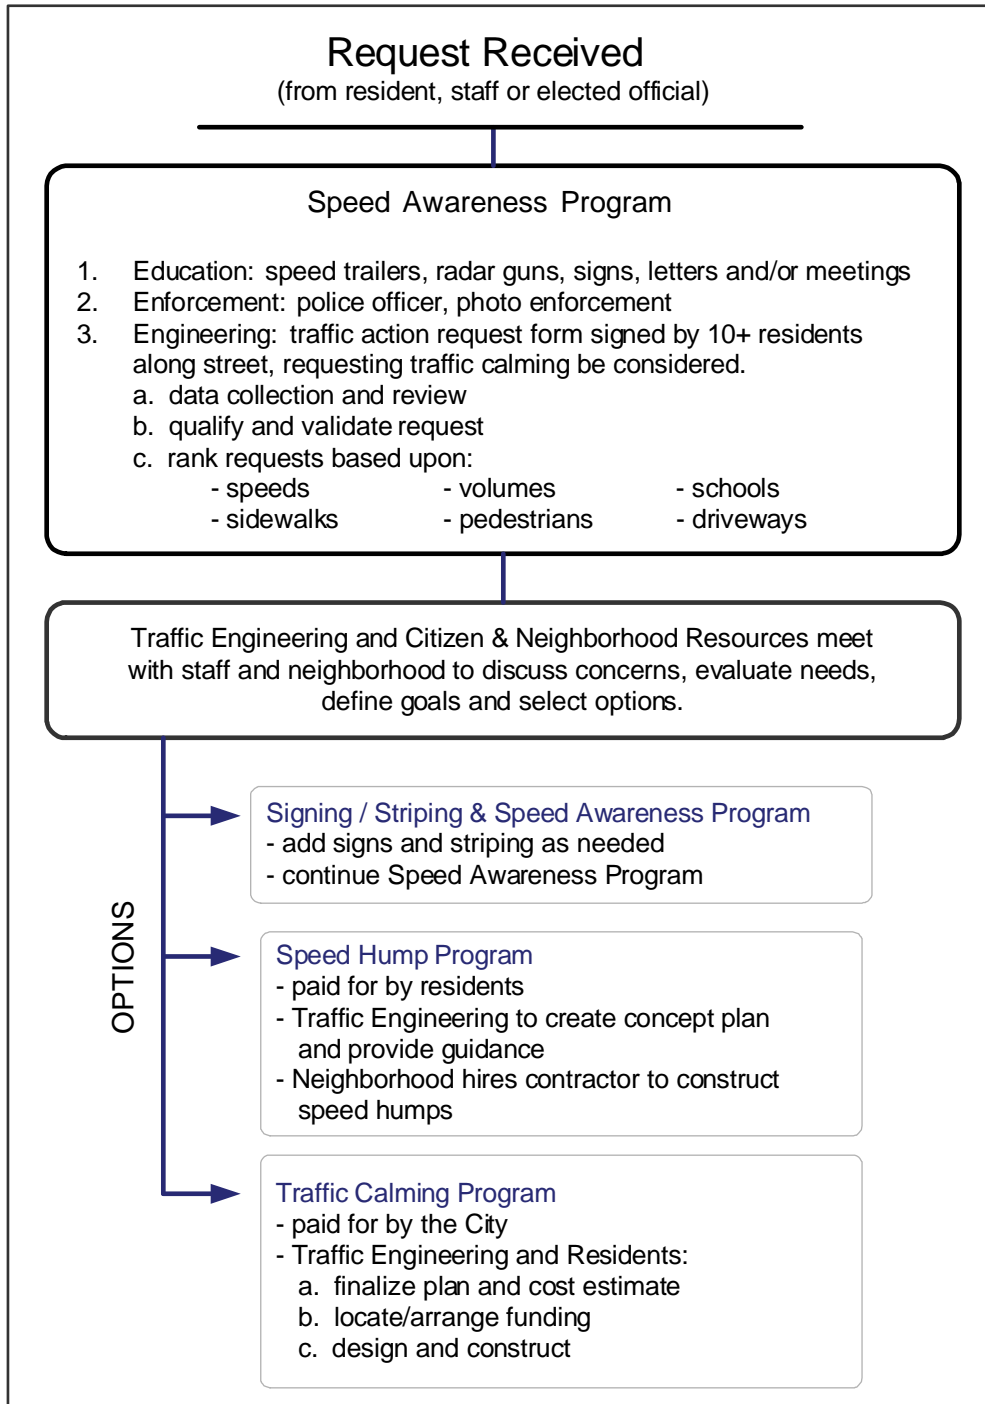 Request Received
(from resident, staff or elected official)
Speed Awareness Program
1. Education: speed trailers, radar guns, signs, letters and/or meetings
2. Enforcement: police officer, photo enforcement
3. Engineering: traffic action request form signed by 10+ residents
along street, requesting traffic calming be considered.
a. data collection and review
b. qualify and validate request
c. rank requests based upon:
- speeds - volumes - schools
- sidewalks - pedestrians - driveways
Traffic Engineering and Citizen & Neighborhood Resources meet
with staff and neighborhood to discuss concerns, evaluate needs,
define goals and select options.
OPTIONS
Signing / Striping & Speed Awareness Program
- add signs and striping as needed
- continue Speed Awareness Program
Speed Hump Program
- paid for by residents
- Traffic Engineering to create concept plan
and provide guidance
- Neighborhood hires contractor to construct
speed humps
Traffic Calming Program
- paid for by the City
- Traffic Engineering and Residents:
a. finalize plan and cost estimate
b. locate/arrange funding
c. design and construct